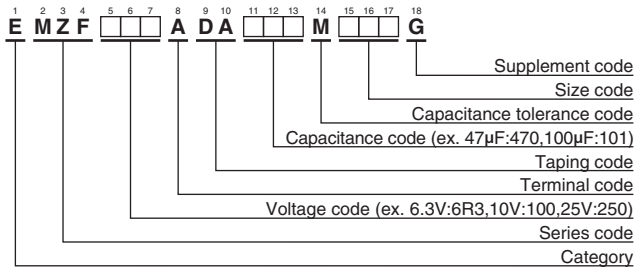 1 2 3 4 5 6 7 8 9 10 11 12 13 14 15 16 17 18
E M Z F □□□ A D A □□□ M □□□ G
Supplement code
Size code
Capacitance tolerance code
Capacitance code (ex. 47μF:470,100μF:101)
Taping code
Terminal code
Voltage code (ex. 6.3V:6R3,10V:100,25V:250)
Series code
Category